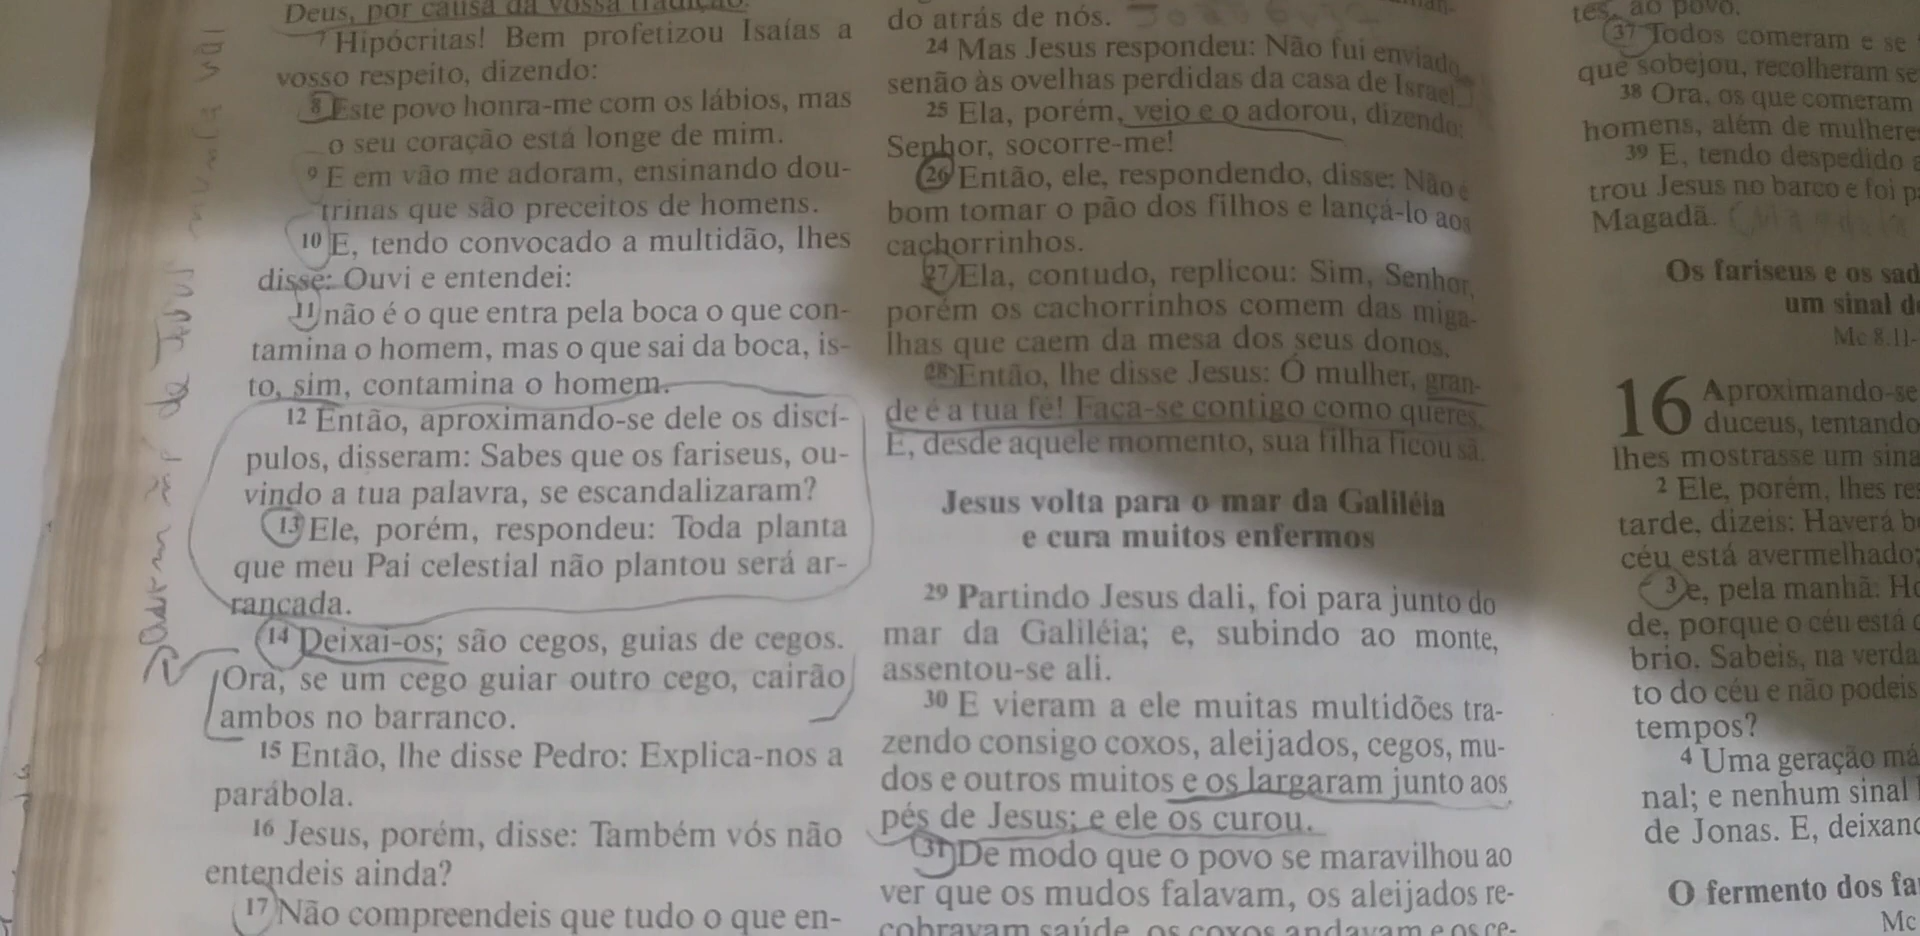 Deus, por causa da vossa tradição.
7 Hipócritas! Bem profetizou Isaías a
vosso respeito, dizendo:
8 Este povo honra-me com os lábios, mas
o seu coração está longe de mim.
9 E em vão me adoram, ensinando dou-
trinas que são preceitos de homens.
10 E, tendo convocado a multidão, lhes
disse: Ouvi e entendei:
11 não é o que entra pela boca o que con-
tamina o homem, mas o que sai da boca, is-
to, sim, contamina o homem.
12 Então, aproximando-se dele os discí-
pulos, disseram: Sabes que os fariseus, ou-
vindo a tua palavra, se escandalizaram?
13 Ele, porém, respondeu: Toda planta
que meu Pai celestial não plantou será ar-
rancada.
14 Deixai-os; são cegos, guias de cegos.
Ora, se um cego guiar outro cego, cairão
ambos no barranco.
15 Então, lhe disse Pedro: Explica-nos a
parábola.
16 Jesus, porém, disse: Também vós não
entendeis ainda?
17 Não compreendeis que tudo o que en-
do atrás de nós.
24 Mas Jesus respondeu: Não fui enviado
senão às ovelhas perdidas da casa de Israel.
25 Ela, porém, veio e o adorou, dizendo:
Senhor, socorre-me!
26 Então, ele, respondendo, disse: Não é
bom tomar o pão dos filhos e lançá-lo aos
cachorrinhos.
27 Ela, contudo, replicou: Sim, Senhor,
porém os cachorrinhos comem das miga-
lhas que caem da mesa dos seus donos.
28 Então, lhe disse Jesus: Ó mulher, gran-
de é a tua fé! Faça-se contigo como queres.
E, desde aquele momento, sua filha ficou sã.
Jesus volta para o mar da Galiléia
e cura muitos enfermos
29 Partindo Jesus dali, foi para junto do
mar da Galiléia; e, subindo ao monte,
assentou-se ali.
30 E vieram a ele muitas multidões tra-
zendo consigo coxos, aleijados, cegos, mu-
dos e outros muitos e os largaram junto aos
pés de Jesus; e ele os curou.
31 De modo que o povo se maravilhou ao
ver que os mudos falavam, os aleijados re-
cobravam saúde, os coxos andavam e os ce-
tes, ao povo.
37 Todos comeram e se
que sobejou, recolheram se
38 Ora, os que comeram
homens, além de mulhere
39 E, tendo despedido a
trou Jesus no barco e foi p
Magadã.
Os fariseus e os sad
um sinal d
Mc 8.11-
16 Aproximando-se
duceus, tentando
lhes mostrasse um sina
2 Ele, porém, lhes res
tarde, dizeis: Haverá b
céu está avermelhado;
3 e, pela manhã: Ho
de, porque o céu está
brio. Sabeis, na verda
to do céu e não podeis
tempos?
4 Uma geração má
nal; e nenhum sinal
de Jonas. E, deixand
O fermento dos fa
Mc